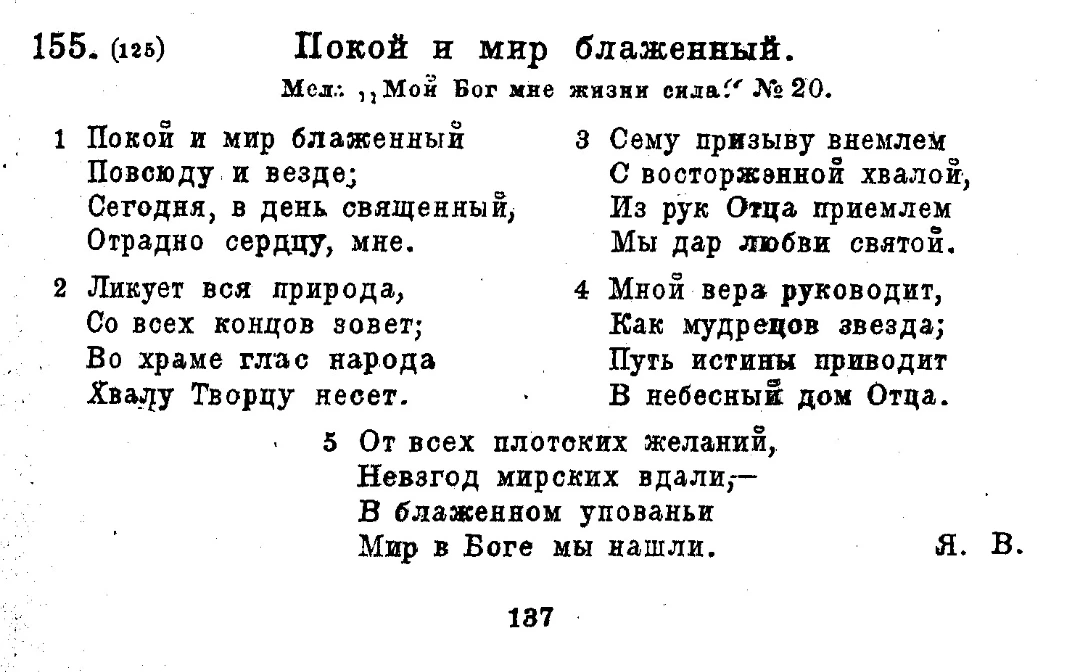 155. (125) Покой и мир блаженный.
Мел.: „Мой Бог мне жизни сила“ № 20.
1 Покой и мир блаженный
Повсюду и везде;
Сегодня, в день священный,
Отрадно сердцу, мне.
2 Ликует вся природа,
Со всех концов зовет;
Во храме глас народа
Хвалу Творцу несет.
3 Сему призыву внемлем
С восторженной хвалой,
Из рук Отца приемлем
Мы дар любви святой.
4 Мной вера руководит,
Как мудрецов звезда;
Путь истины приводит
В небесный дом Отца.
5 От всех плотских желаний,
Невзгод мирских вдали,—
В блаженном упованьи
Мир в Боге мы нашли.
Я. В.
137